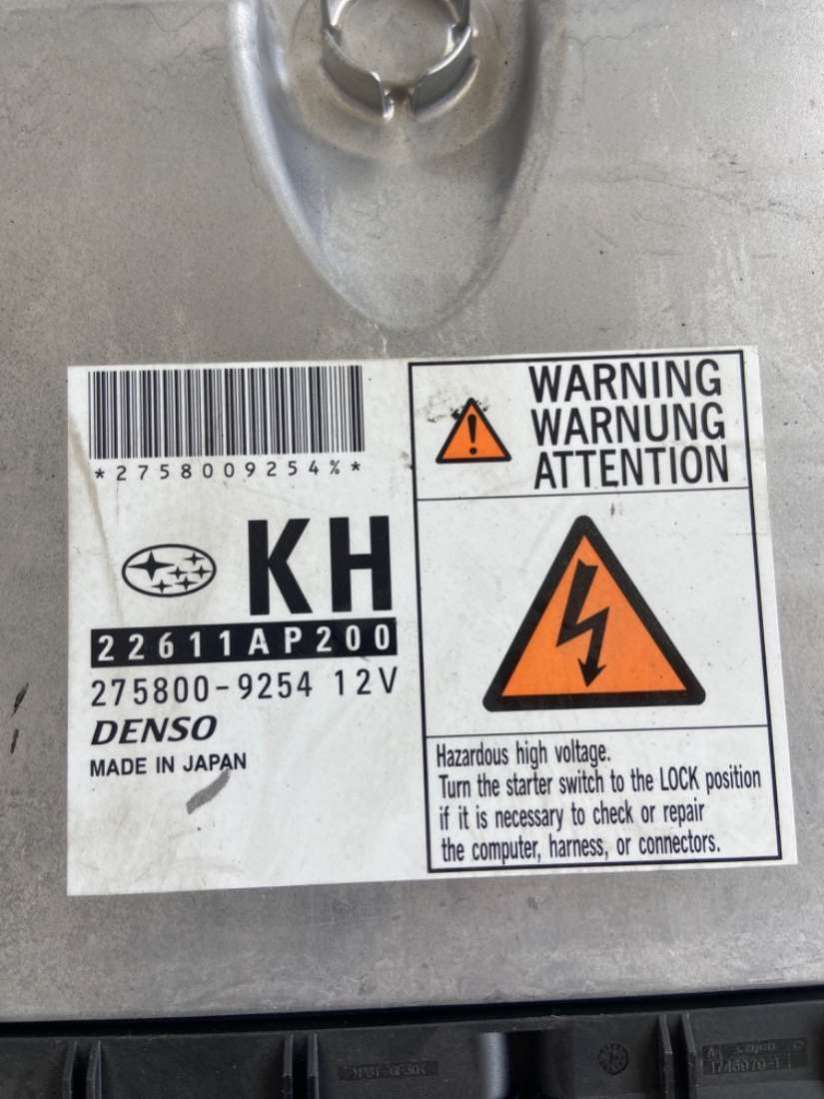 *2758009254%*
KH
22611AP200
275800-9254 12V
DENSO
MADE IN JAPAN
WARNING
WARNUNG
ATTENTION
Hazardous high voltage.
Turn the starter switch to the LOCK position
if it is necessary to check or repair
the computer, harness, or connectors.